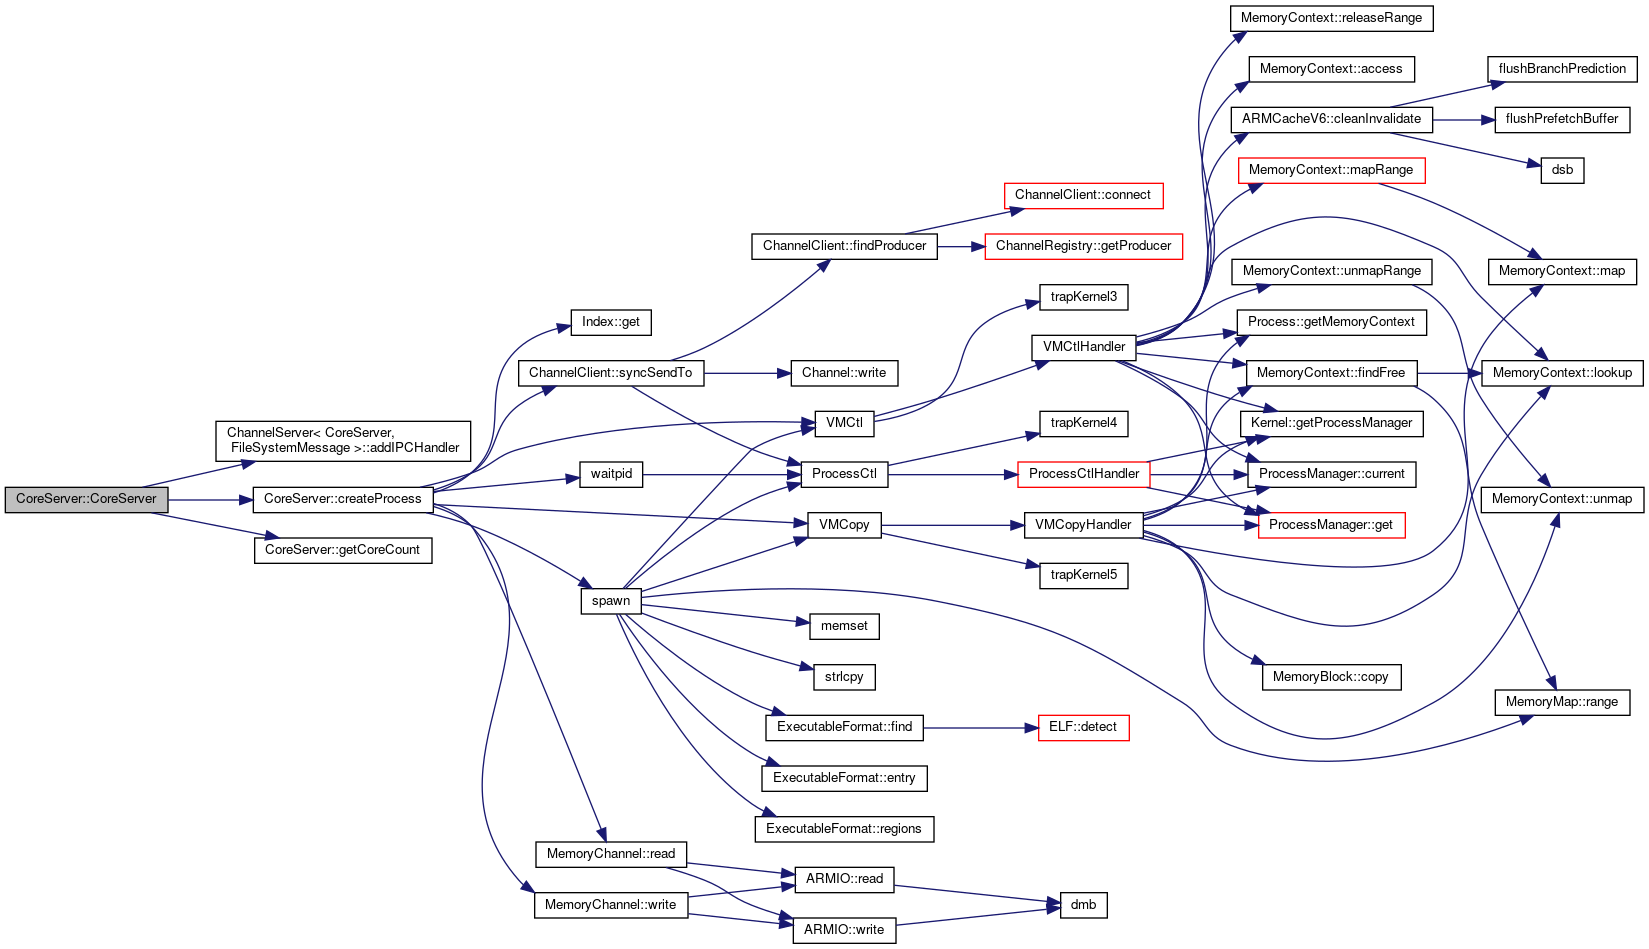 MemoryContext::releaseRange
MemoryContext::access
flushBranchPrediction
ARMCacheV6::cleanInvalidate
flushPrefetchBuffer
MemoryContext::mapRange
dsb
ChannelClient::connect
ChannelClient::findProducer
ChannelRegistry::getProducer
MemoryContext::unmapRange
MemoryContext::map
trapKernel3
Index::get
Process::getMemoryContext
VMCtlHandler
ChannelClient::syncSendTo
Channel::write
MemoryContext::findFree
MemoryContext::lookup
VMCtl
trapKernel4
Kernel::getProcessManager
ChannelServer< CoreServer,
FileSystemMessage >::addIPCHandler
waitpid
ProcessCtl
ProcessCtlHandler
ProcessManager::current
CoreServer::CoreServer
CoreServer::createProcess
MemoryContext::unmap
VMCopy
VMCopyHandler
ProcessManager::get
CoreServer::getCoreCount
trapKernel5
spawn
memset
strlcpy
MemoryBlock::copy
MemoryMap::range
ExecutableFormat::find
ELF::detect
ExecutableFormat::entry
ExecutableFormat::regions
MemoryChannel::read
ARMIO::read
MemoryChannel::write
dmb
ARMIO::write